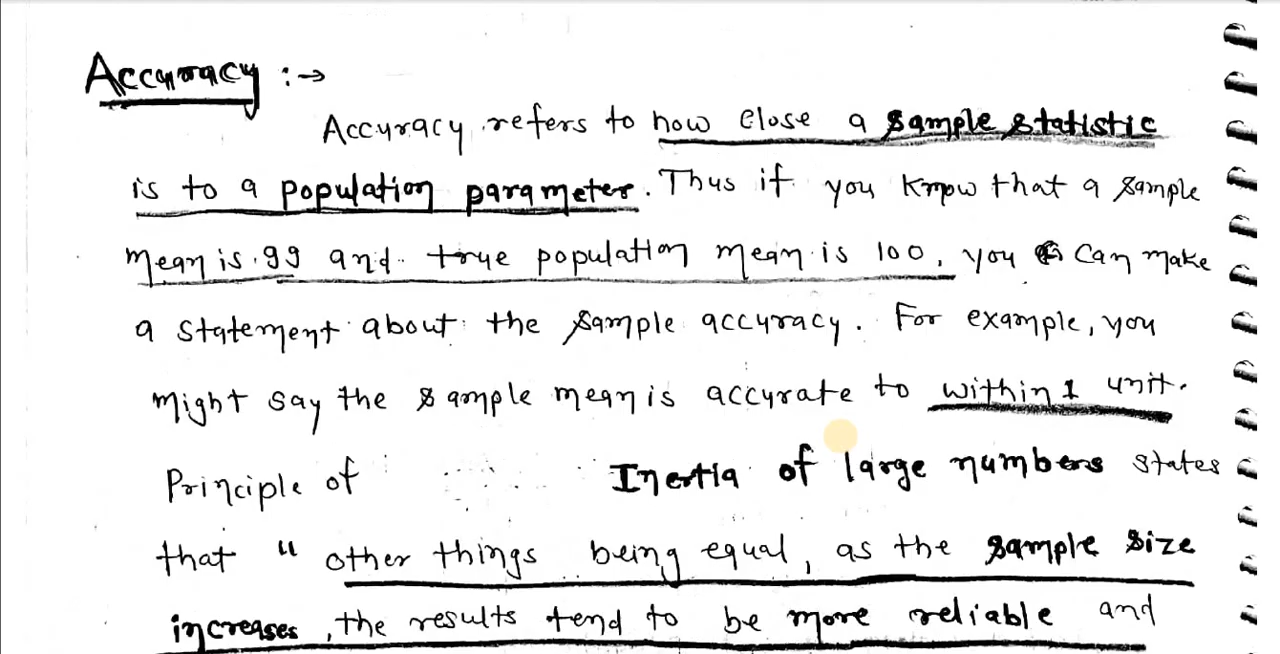 Accuracy :→
Accuracy refers to how close a sample statistic
is to a population parameter. Thus if you know that a sample
mean is 99 and true population mean is 100, you can make
a statement about the sample accuracy. For example, you
might say the sample mean is accurate to within 1 unit.
Principle of Inertia of large numbers states
that " other things being equal, as the sample size
increases, the results tend to be more reliable and